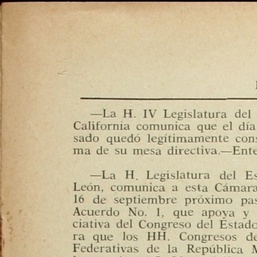 —La H. IV Legislatura del
California comunica que el día
sado quedó legítimamente cons
ma de su mesa directiva.—Ente
—La H. Legislatura del Es
León, comunica a esta Cámara
16 de septiembre próximo pas
Acuerdo No. 1, que apoya y
ciativa del Congreso del Estado
ra que los HH. Congresos de
Federativas de la República M